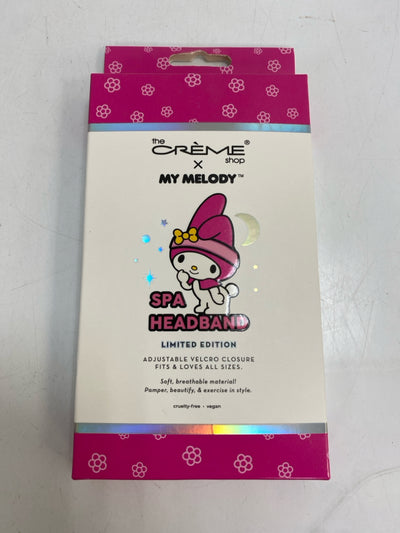 the
CRÈME®
shop
×
MY MELODY™
SPA
HEADBAND
LIMITED EDITION
ADJUSTABLE VELCRO CLOSURE
FITS & LOVES ALL SIZES.
Soft, breathable material!
Pamper, beautify, & exercise in style.
cruelty-free • vegan